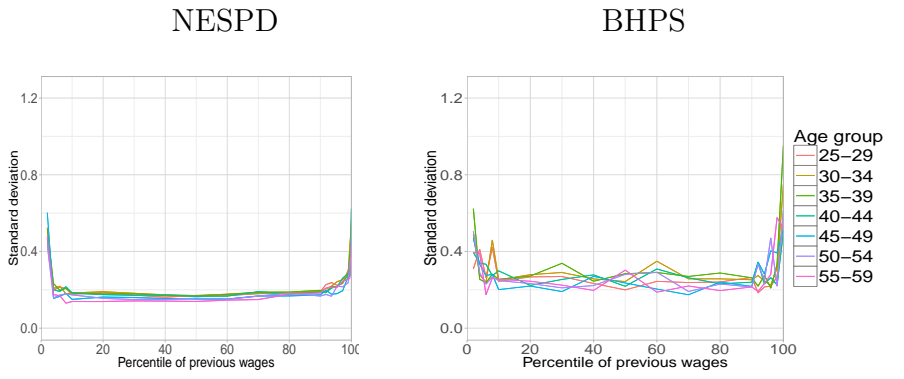 NESPD
BHPS
1.2
0.8
0.4
0.0
Standard deviation
0 20 40 60 80 100
Percentile of previous wages
1.2
0.8
0.4
0.0
Standard deviation
0 20 40 60 80 100
Percentile of previous wages
Age group
25−29
30−34
35−39
40−44
45−49
50−54
55−59